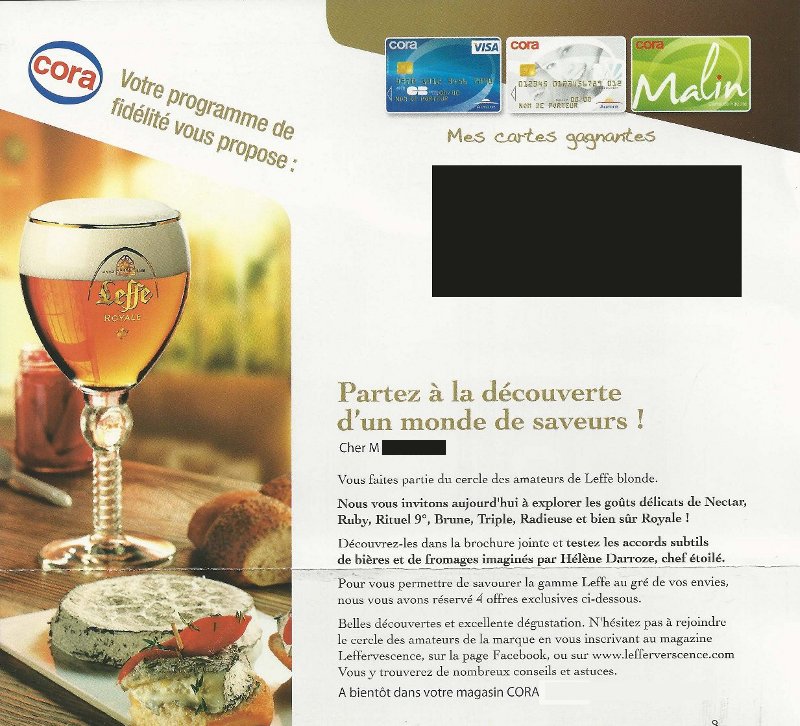 cora
Votre programme de
fidélité vous propose :
cora VISA
cora
cora
Malin
NOM DE PORTEUR
NOM DE PORTEUR
Mes cartes gagnantes
Leffe
ROYALE
Partez à la découverte
d'un monde de saveurs !
Cher M
Vous faites partie du cercle des amateurs de Leffe blonde.
Nous vous invitons aujourd'hui à explorer les goûts délicats de Nectar,
Ruby, Rituel 9°, Brune, Triple, Radieuse et bien sûr Royale !
Découvrez-les dans la brochure jointe et testez les accords subtils
de bières et de fromages imaginés par Hélène Darroze, chef étoilé.
Pour vous permettre de savourer la gamme Leffe au gré de vos envies,
nous vous avons réservé 4 offres exclusives ci-dessous.
Belles découvertes et excellente dégustation. N'hésitez pas à rejoindre
le cercle des amateurs de la marque en vous inscrivant au magazine
Leffervescence, sur la page Facebook, ou sur www.lefferverscence.com
Vous y trouverez de nombreux conseils et astuces.
A bientôt dans votre magasin CORA